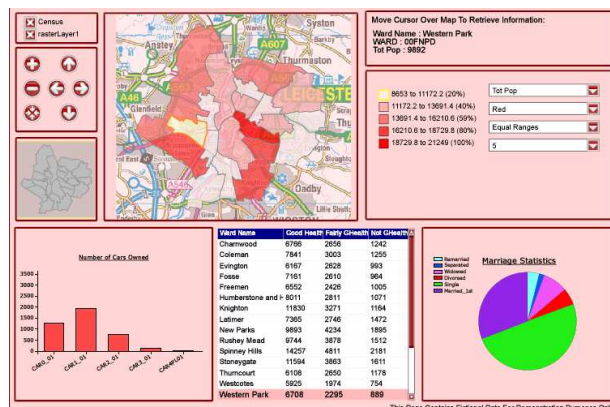 Census
rasterLayer1
Anstey
Syston
Barkby
A607
Thurmaston
A46
Glenfield
LEICESTER
A546
Oadby
Move Cursor Over Map To Retrieve Information:
Ward Name : Western Park
WARD : 00FNPD
Tot Pop : 9892
8653 to 11172.2 (20%)
11172.2 to 13691.4 (40%)
13691.4 to 16210.6 (59%)
16210.6 to 18729.8 (80%)
18729.8 to 21249 (100%)
Tot Pop
Red
Equal Ranges
5
Number of Cars Owned
3500
3000
2500
2000
1500
1000
500
0
CAR0_01
CAR1_01
CAR2_01
CAR3_01
CAR4PL01
Ward Name Good Health Fairly GHealth Not GHealth
Charnwood 6766 2656 1242
Coleman 7841 3003 1255
Evington 6167 2628 993
Fosse 7161 2610 964
Freemen 6552 2426 1005
Humberstone and H 8011 2811 1071
Knighton 11830 3271 1164
Latimer 7365 2746 1472
New Parks 9893 4234 1895
Rushey Mead 9744 3878 1512
Spinney Hills 14257 4811 2181
Stoneygate 11594 3863 1611
Thurncourt 6108 2650 1178
Westcotes 5925 1974 754
Western Park 6708 2295 889
Marriage Statistics
Remarried
Seperated
Widowed
Divorsed
Single
Married_1st
This Page Contains Fictional Data For Demonstration Purposes Only